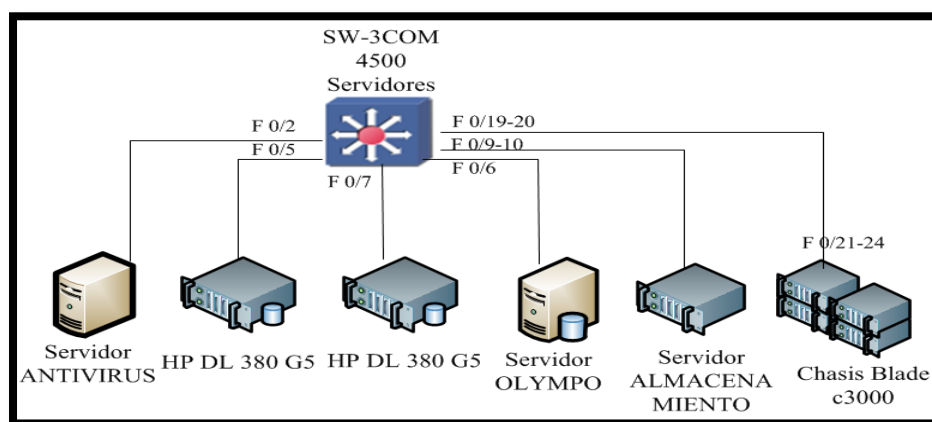 SW-3COM
4500
Servidores
F 0/2
F 0/19-20
F 0/5
F 0/9-10
F 0/7
F 0/6
F 0/21-24
Servidor
ANTIVIRUS
HP DL 380 G5
HP DL 380 G5
Servidor
OLYMPO
Servidor
ALMACENA
MIENTO
Chasis Blade
c3000